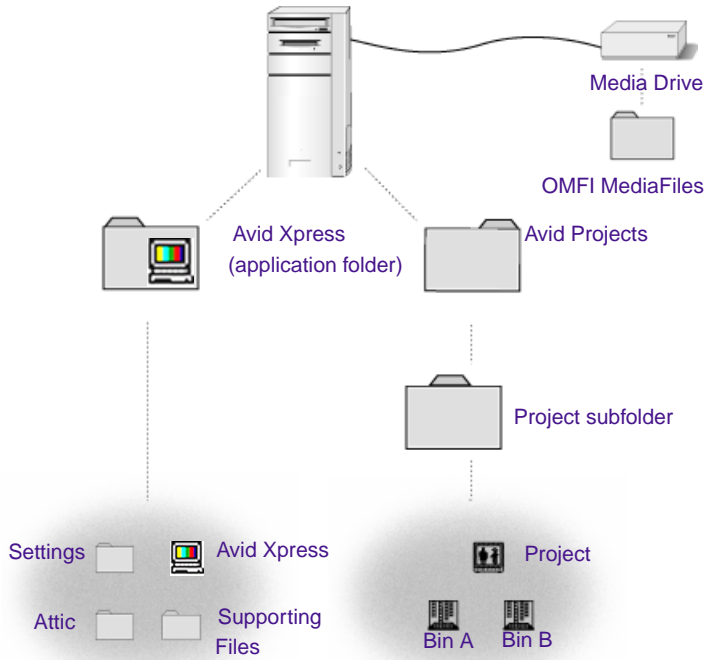 Media Drive
OMFI MediaFiles
Avid Xpress
(application folder)
Avid Projects
Project subfolder
Settings
Avid Xpress
Attic
Supporting
Files
Project
Bin A
Bin B